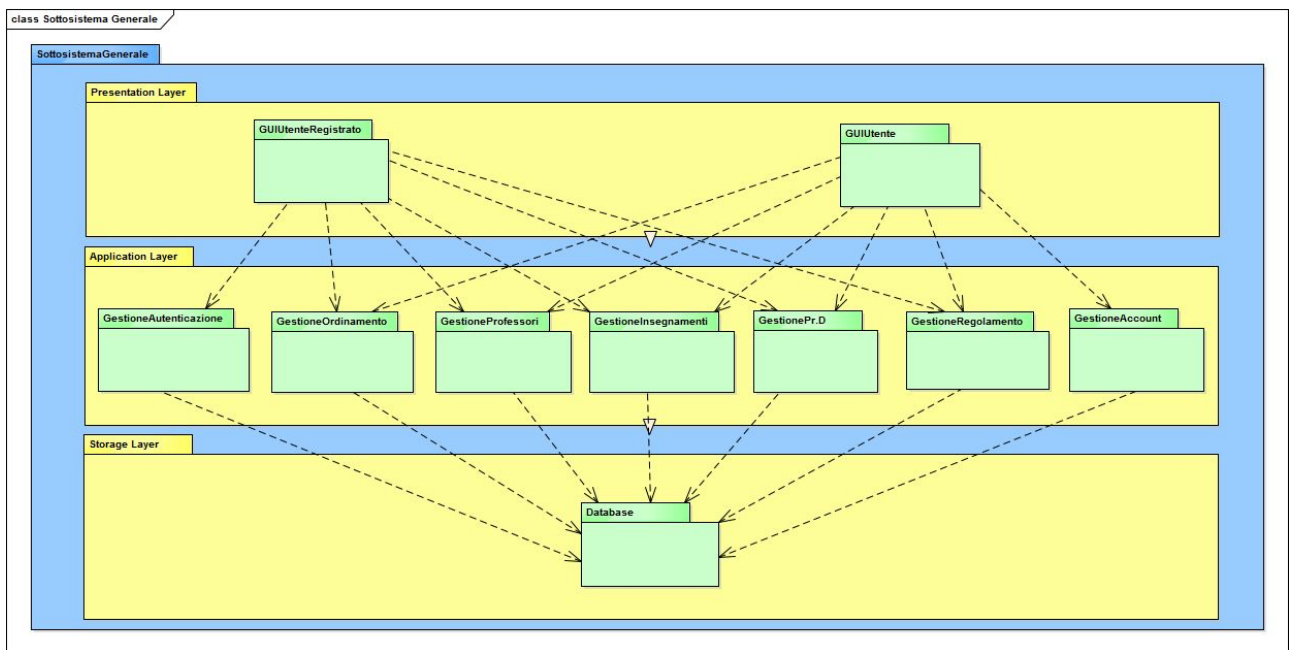 class Sottosistema Generale
SottosistemaGenerale
Presentation Layer
GUIUtenteRegistrato
GUIUtente
Application Layer
GestioneAutenticazione
GestioneOrdinamento
GestioneProfessori
GestioneInsegnamenti
GestionePr.D
GestioneRegolamento
GestioneAccount
Storage Layer
Database